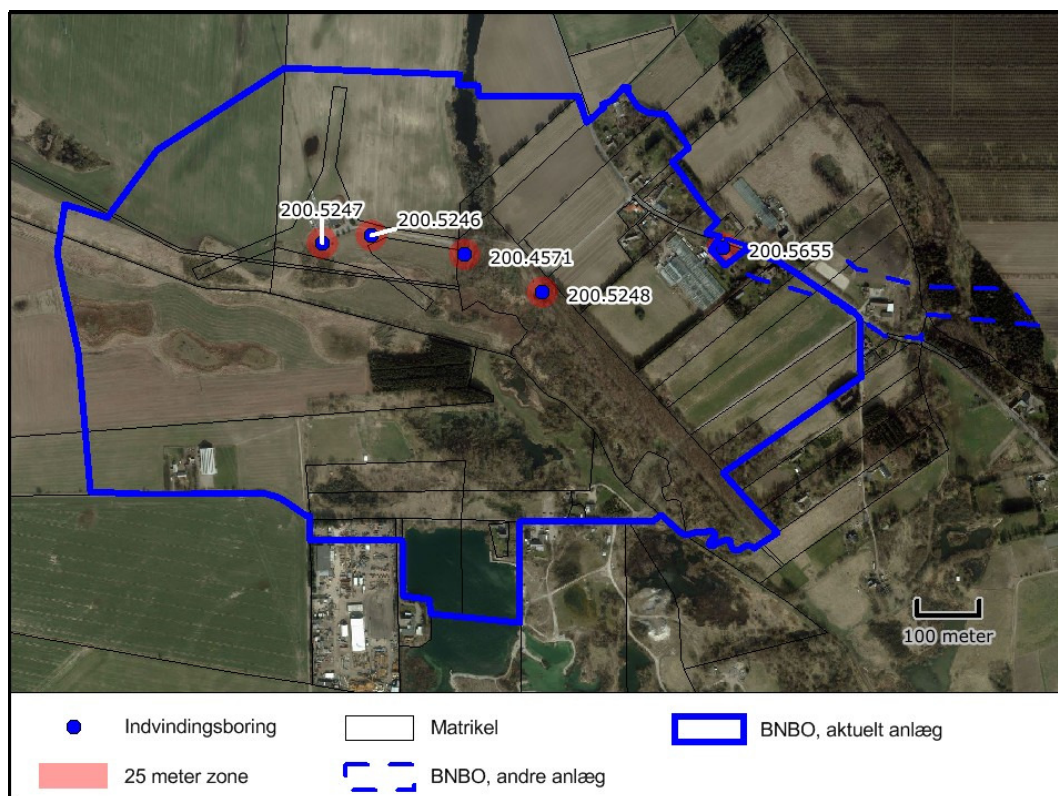 200.5247
200.5246
200.4571
200.5248
200.5655
100 meter
Indvindingsboring
Matrikel
BNBO, aktuelt anlæg
25 meter zone
BNBO, andre anlæg